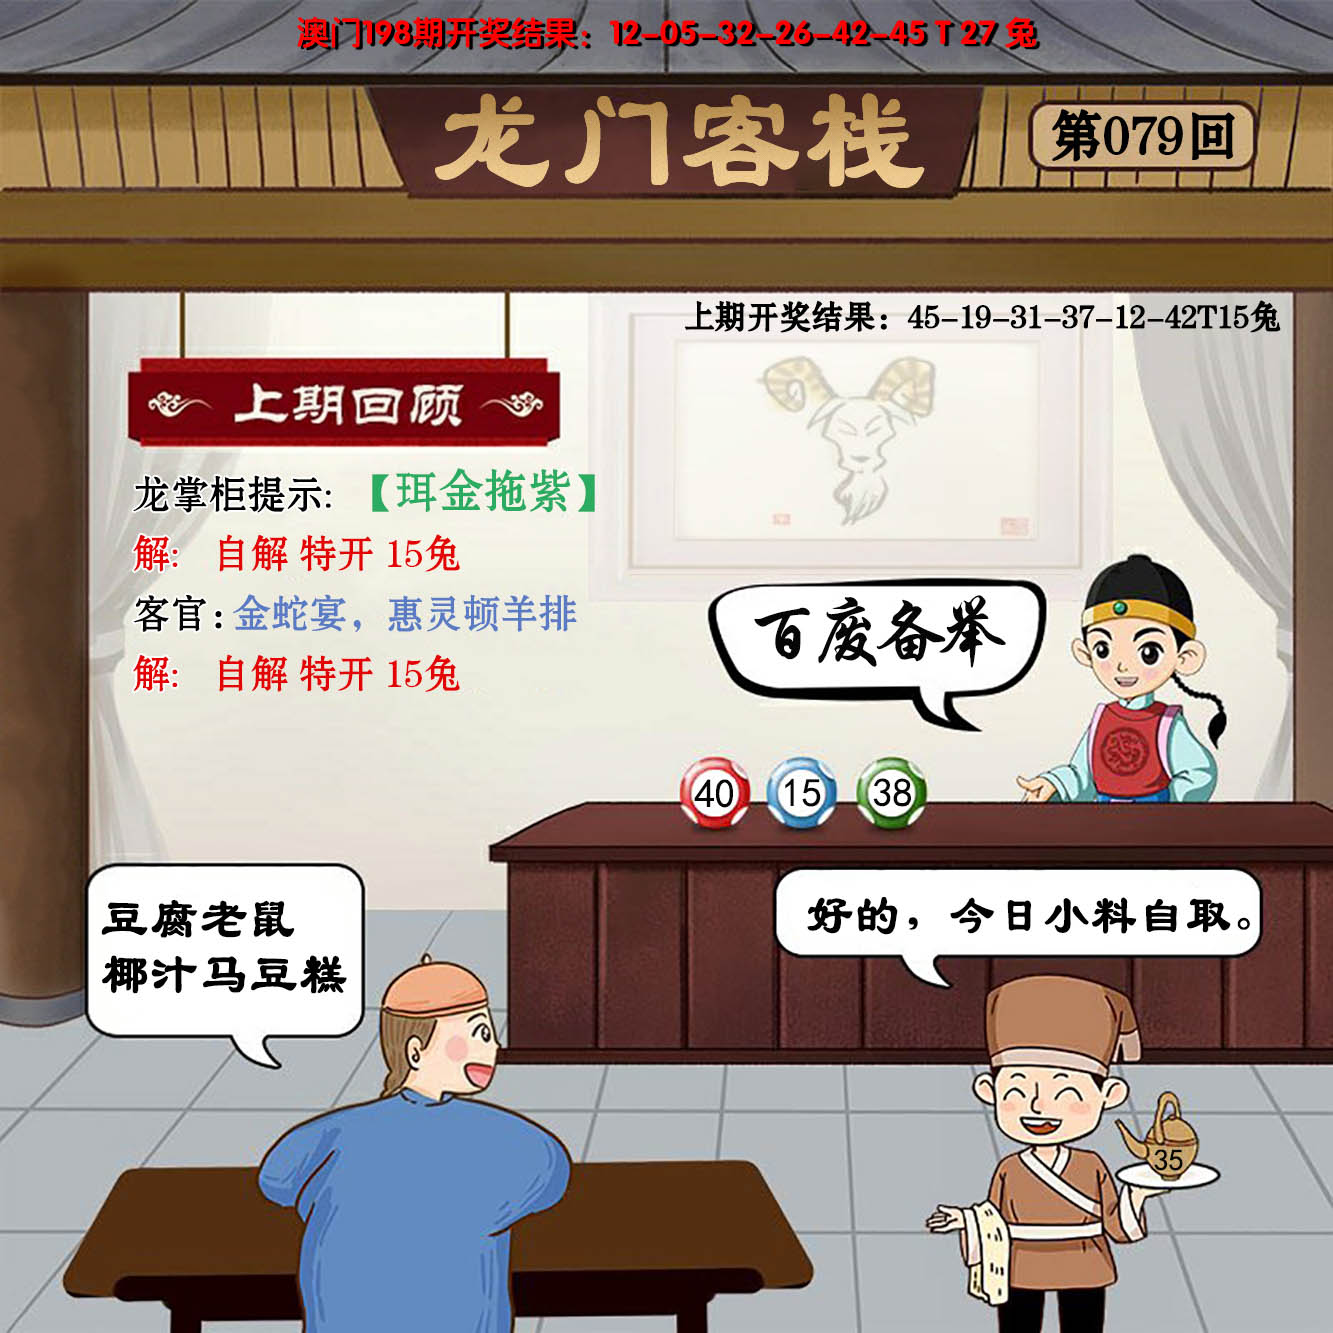 澳门198期开奖结果：12-05-32-26-42-45 T 27 兔
龙门客栈
第079回
上期开奖结果：45-19-31-37-12-42T15兔
上期回顾
龙掌柜提示:【珥金拖紫】
解: 自解 特开 15兔
客官:金蛇宴，惠灵顿羊排
解: 自解 特开 15兔
百废备举
40 15 38
豆腐老鼠
椰汁马豆糕
好的，今日小料自取。
35